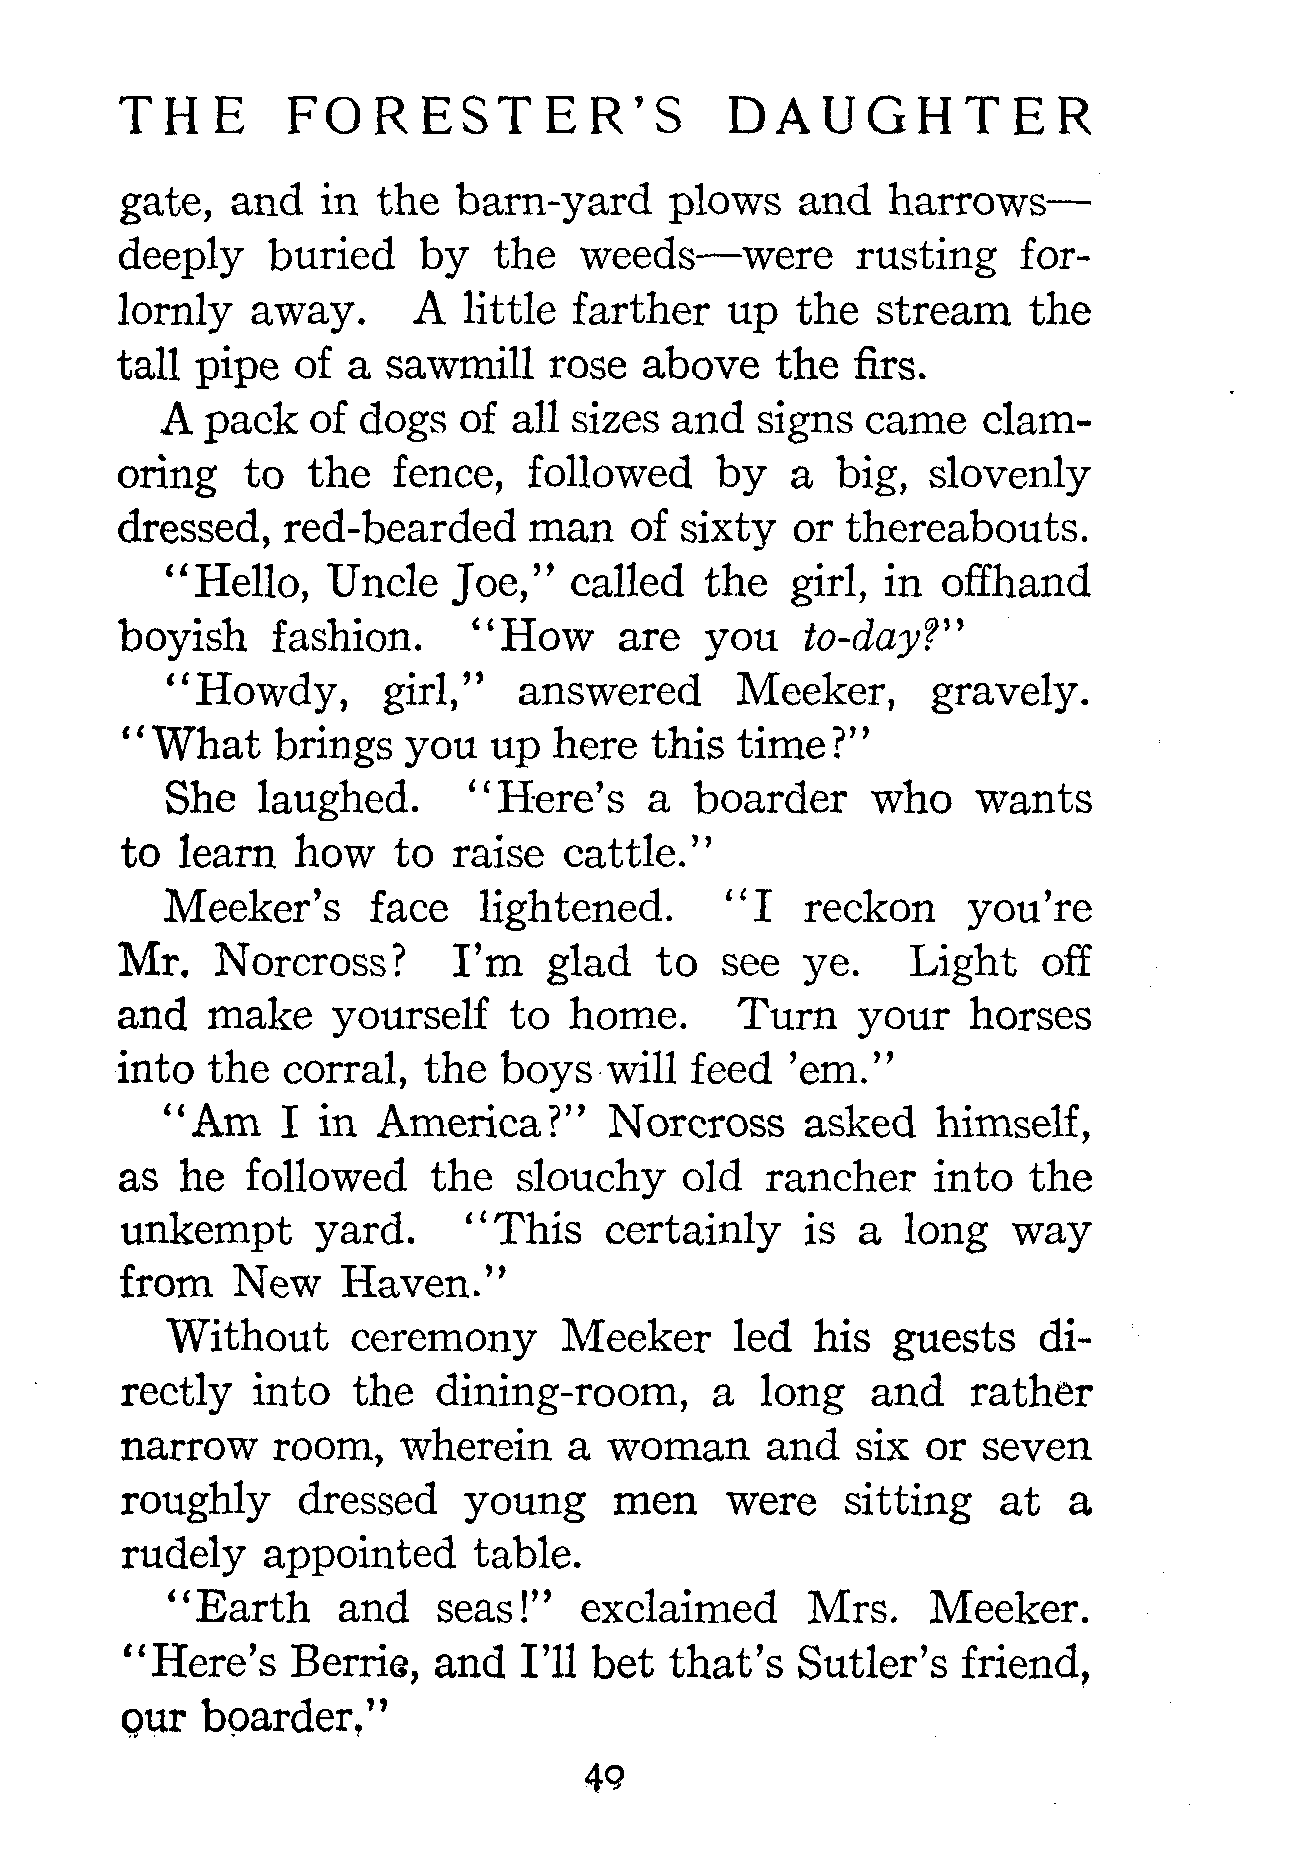 THE FORESTER'S DAUGHTER
gate, and in the barn-yard plows and harrows—
deeply buried by the weeds—were rusting for-
lornly away. A little farther up the stream the
tall pipe of a sawmill rose above the firs.
A pack of dogs of all sizes and signs came clam-
oring to the fence, followed by a big, slovenly
dressed, red-bearded man of sixty or thereabouts.
"Hello, Uncle Joe," called the girl, in offhand
boyish fashion. "How are you to-day?"
"Howdy, girl," answered Meeker, gravely.
"What brings you up here this time?"
She laughed. "Here's a boarder who wants
to learn how to raise cattle."
Meeker's face lightened. "I reckon you're
Mr. Norcross? I'm glad to see ye. Light off
and make yourself to home. Turn your horses
into the corral, the boys will feed 'em."
"Am I in America?" Norcross asked himself,
as he followed the slouchy old rancher into the
unkempt yard. "This certainly is a long way
from New Haven."
Without ceremony Meeker led his guests di-
rectly into the dining-room, a long and rather
narrow room, wherein a woman and six or seven
roughly dressed young men were sitting at a
rudely appointed table.
"Earth and seas!" exclaimed Mrs. Meeker.
"Here's Berrie, and I'll bet that's Sutler's friend,
our boarder."
49